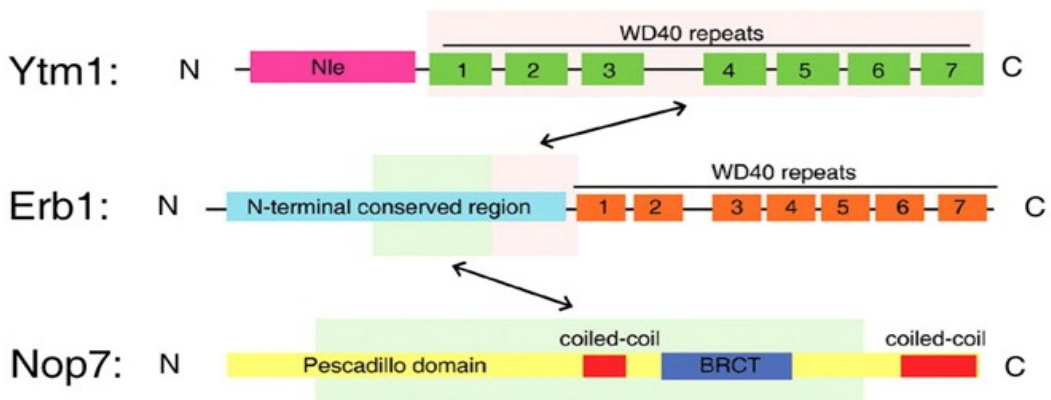 WD40 repeats
Ytm1: N Nle 1 2 3 4 5 6 7 C
WD40 repeats
Erb1: N N-terminal conserved region 1 2 3 4 5 6 7 C
coiled-coil coiled-coil
Nop7: N Pescadillo domain BRCT C